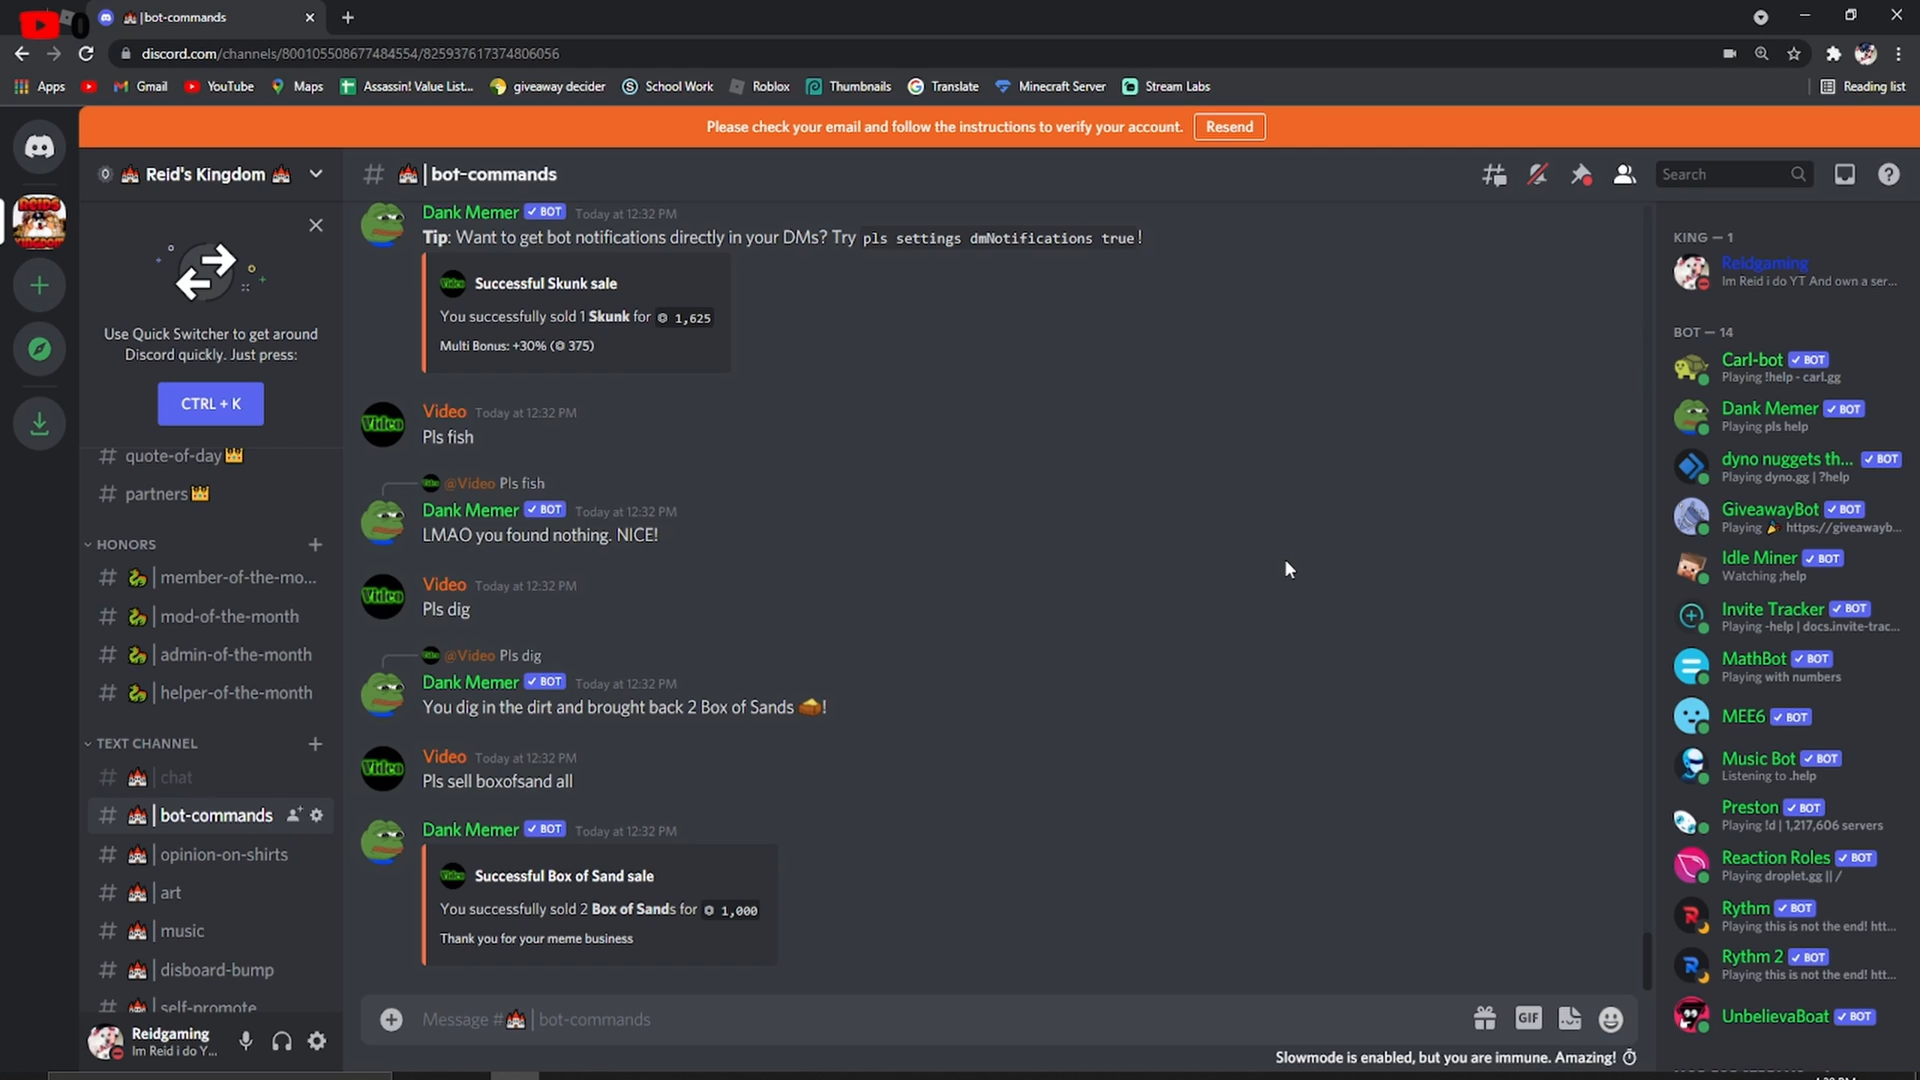 | bot-commands
discord.com/channels/800105508677484554/825937617374806056
Apps
Gmail
YouTube
Maps
Assassin! Value List...
giveaway decider
School Work
Roblox
Thumbnails
Translate
Minecraft Server
Stream Labs
Reading list
Please check your email and follow the instructions to verify your account.
Resend
Reid's Kingdom
| bot-commands
Search
Use Quick Switcher to get around
Discord quickly. Just press:
CTRL + K
quote-of-day
partners
HONORS
| member-of-the-mo...
| mod-of-the-month
| admin-of-the-month
| helper-of-the-month
TEXT CHANNEL
| chat
| bot-commands
| opinion-on-shirts
| art
| music
| disboard-bump
| self-promote
Reidgaming
Im Reid i do Y...
Dank Memer ✓ BOT Today at 12:32 PM
Tip: Want to get bot notifications directly in your DMs? Try pls settings dmNotifications true!
Successful Skunk sale
You successfully sold 1 Skunk for 1,625
Multi Bonus: +30% ( 375)
Video Today at 12:32 PM
Pls fish
@Video Pls fish
Dank Memer ✓ BOT Today at 12:32 PM
LMAO you found nothing. NICE!
Video Today at 12:32 PM
Pls dig
@Video Pls dig
Dank Memer ✓ BOT Today at 12:32 PM
You dig in the dirt and brought back 2 Box of Sands !
Video Today at 12:32 PM
Pls sell boxofsand all
Dank Memer ✓ BOT Today at 12:32 PM
Successful Box of Sand sale
You successfully sold 2 Box of Sands for 1,000
Thank you for your meme business
Message # | bot-commands
GIF
Slowmode is enabled, but you are immune. Amazing!
KING — 1
Reidgaming
Im Reid i do YT And own a ser...
BOT — 14
Carl-bot ✓ BOT
Playing !help - carl.gg
Dank Memer ✓ BOT
Playing pls help
dyno nuggets th... ✓ BOT
Playing dyno.gg | ?help
GiveawayBot ✓ BOT
Playing https://giveawayb...
Idle Miner ✓ BOT
Watching ;help
Invite Tracker ✓ BOT
Playing -help | docs.invite-trac...
MathBot ✓ BOT
Playing with numbers
MEE6 ✓ BOT
Music Bot ✓ BOT
Listening to .help
Preston ✓ BOT
Playing !d | 1,217,606 servers
Reaction Roles ✓ BOT
Playing droplet.gg || /
Rythm ✓ BOT
Playing this is not the end! htt...
Rythm 2 ✓ BOT
Playing this is not the end! htt...
UnbelievaBoat ✓ BOT